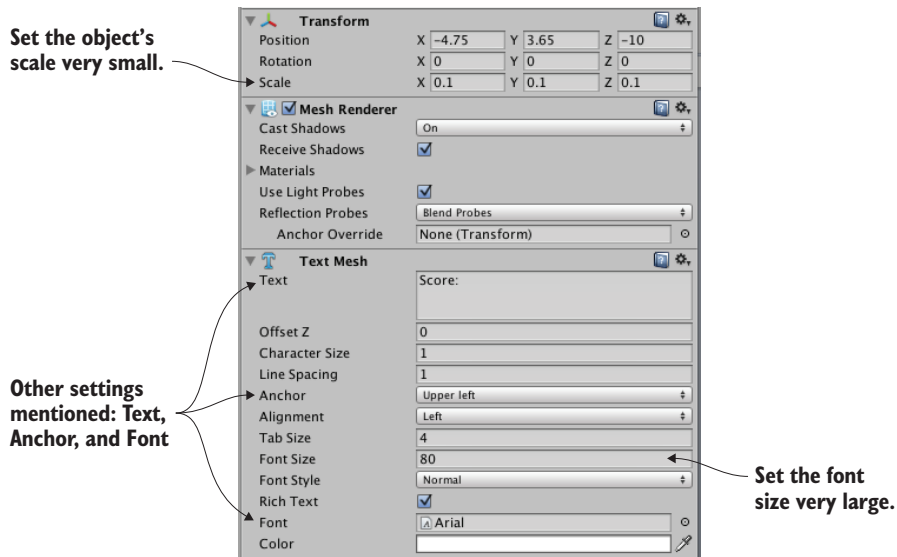 Set the object's
scale very small.
Transform
Position X -4.75 Y 3.65 Z -10
Rotation X 0 Y 0 Z 0
Scale X 0.1 Y 0.1 Z 0.1
Mesh Renderer
Cast Shadows On
Receive Shadows
Materials
Use Light Probes
Reflection Probes Blend Probes
Anchor Override None (Transform)
Text Mesh
Text Score:
Offset Z 0
Character Size 1
Line Spacing 1
Anchor Upper left
Alignment Left
Tab Size 4
Font Size 80
Font Style Normal
Rich Text
Font Arial
Color
Other settings
mentioned: Text,
Anchor, and Font
Set the font
size very large.